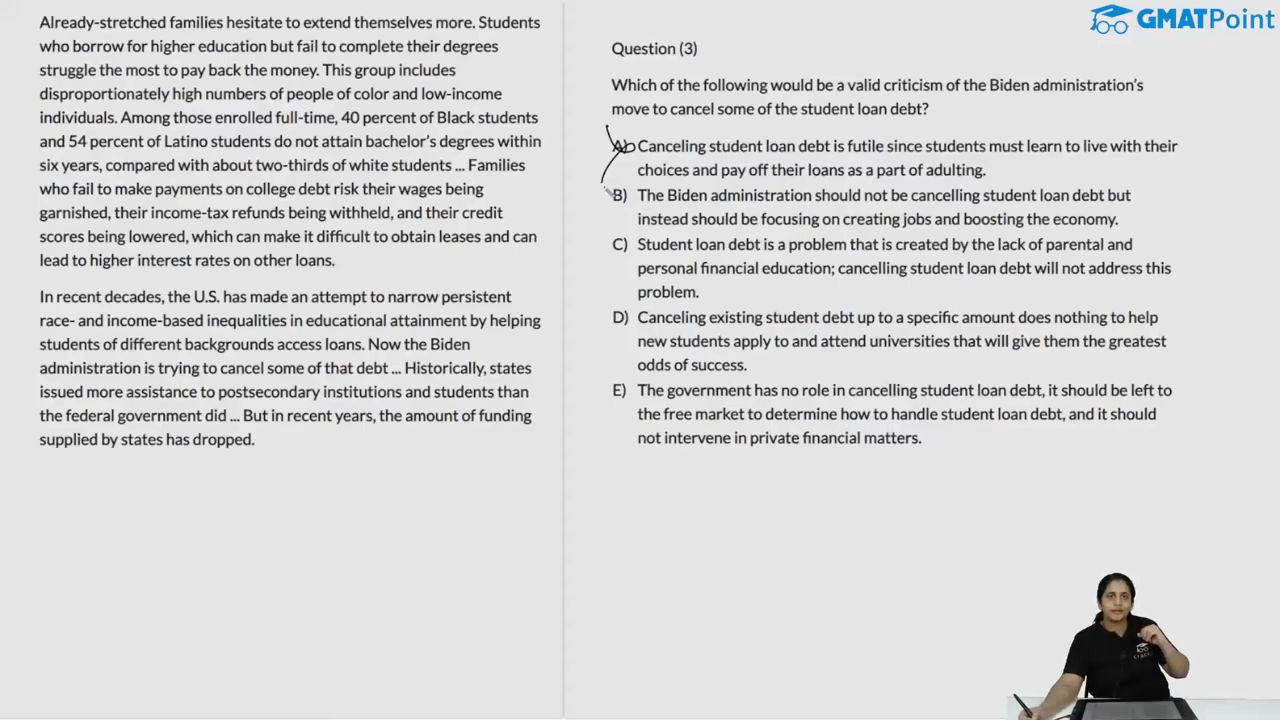 Already-stretched families hesitate to extend themselves more. Students
who borrow for higher education but fail to complete their degrees
struggle the most to pay back the money. This group includes
disproportionately high numbers of people of color and low-income
individuals. Among those enrolled full-time, 40 percent of Black students
and 54 percent of Latino students do not attain bachelor's degrees within
six years, compared with about two-thirds of white students ... Families
who fail to make payments on college debt risk their wages being
garnished, their income-tax refunds being withheld, and their credit
scores being lowered, which can make it difficult to obtain leases and can
lead to higher interest rates on other loans.
In recent decades, the U.S. has made an attempt to narrow persistent
race- and income-based inequalities in educational attainment by helping
students of different backgrounds access loans. Now the Biden
administration is trying to cancel some of that debt ... Historically, states
issued more assistance to postsecondary institutions and students than
the federal government did ... But in recent years, the amount of funding
supplied by states has dropped.
GMATPoint
Question (3)
Which of the following would be a valid criticism of the Biden administration's
move to cancel some of the student loan debt?
A) Canceling student loan debt is futile since students must learn to live with their
choices and pay off their loans as a part of adulting.
B) The Biden administration should not be cancelling student loan debt but
instead should be focusing on creating jobs and boosting the economy.
C) Student loan debt is a problem that is created by the lack of parental and
personal financial education; cancelling student loan debt will not address this
problem.
D) Canceling existing student debt up to a specific amount does nothing to help
new students apply to and attend universities that will give them the greatest
odds of success.
E) The government has no role in cancelling student loan debt, it should be left to
the free market to determine how to handle student loan debt, and it should
not intervene in private financial matters.